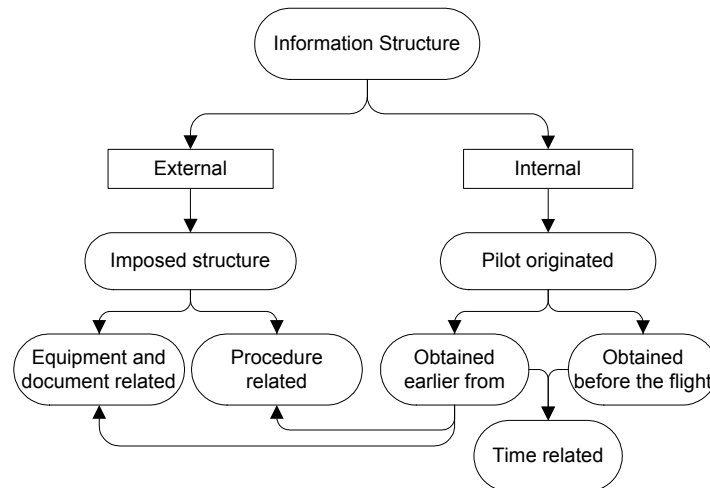 Information Structure
External
Internal
Imposed structure
Pilot originated
Equipment and
document related
Procedure
related
Obtained
earlier from
Obtained
before the flight
Time related